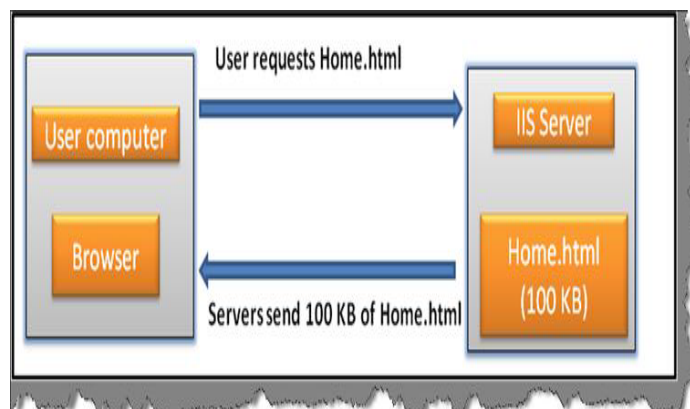 User requests Home.html
User computer
Browser
IIS Server
Home.html
(100 KB)
Servers send 100 KB of Home.html